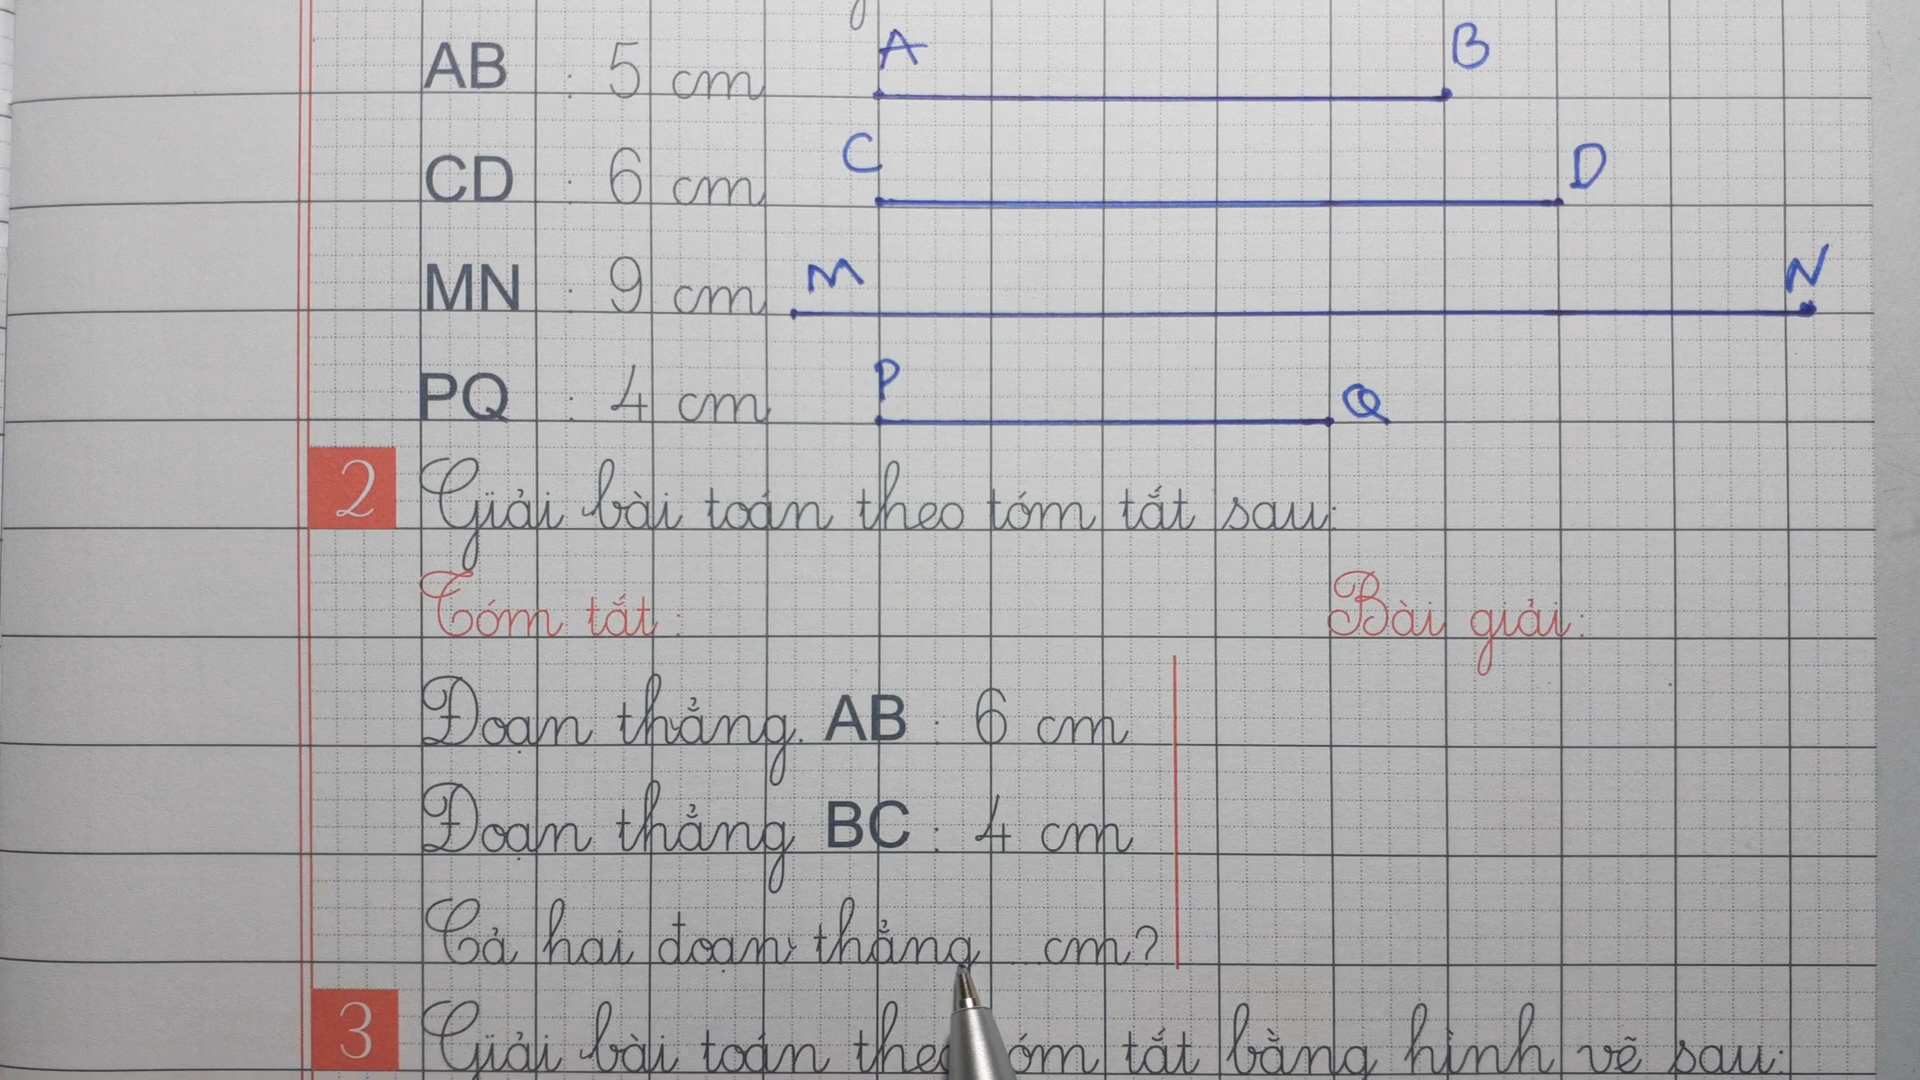 A B
AB : 5 cm
C D
CD : 6 cm
M N
MN : 9 cm
P Q
PQ : 4 cm
2 Giải bài toán theo tóm tắt sau:
Tóm tắt: Bài giải:
Đoạn thẳng AB : 6 cm
Đoạn thẳng BC : 4 cm
Cả hai đoạn thẳng cm?
3 Giải bài toán theo tóm tắt bằng hình vẽ sau: